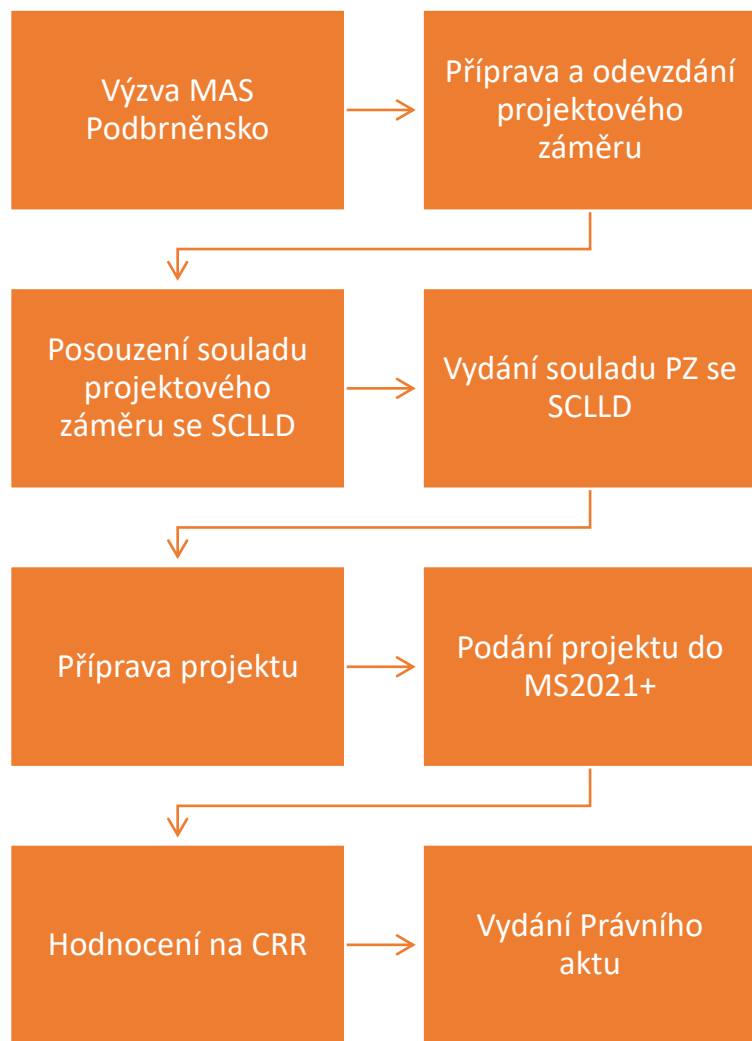 Výzva MAS
Podbrněnsko
Příprava a odevzdání
projektového
záměru
Posouzení souladu
projektového
záměru se SCLLD
Vydání souladu PZ se
SCLLD
Příprava projektu
Podání projektu do
MS2021+
Hodnocení na CRR
Vydání Právního
aktu